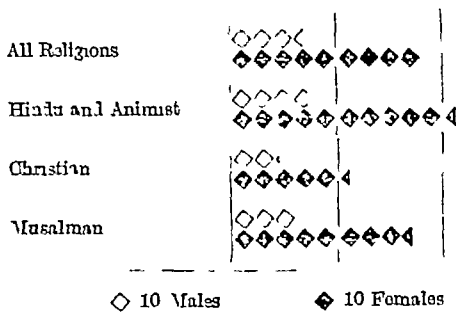 All Religions
Hindu and Animist
Christian
Musalman
10 Males 10 Females